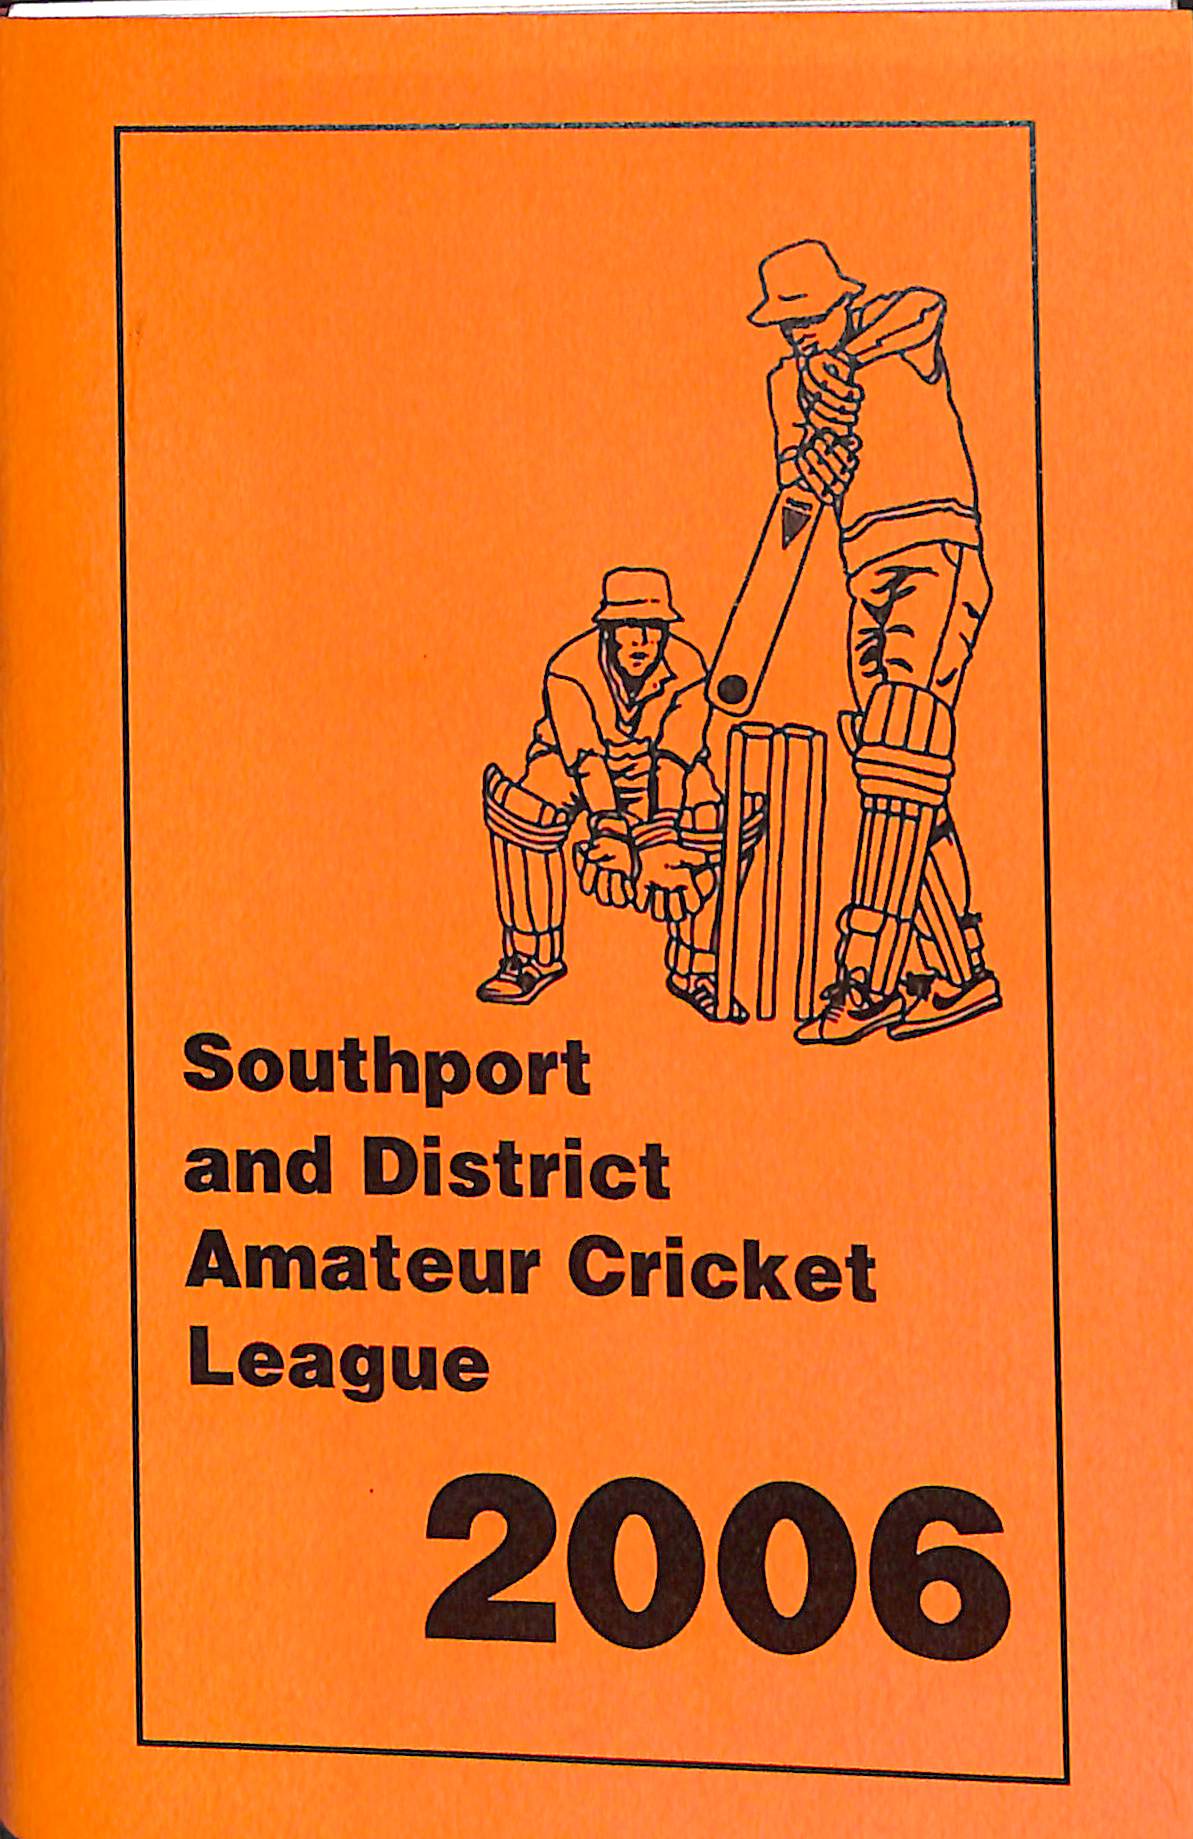 Southport
and District
Amateur Cricket
League
2006